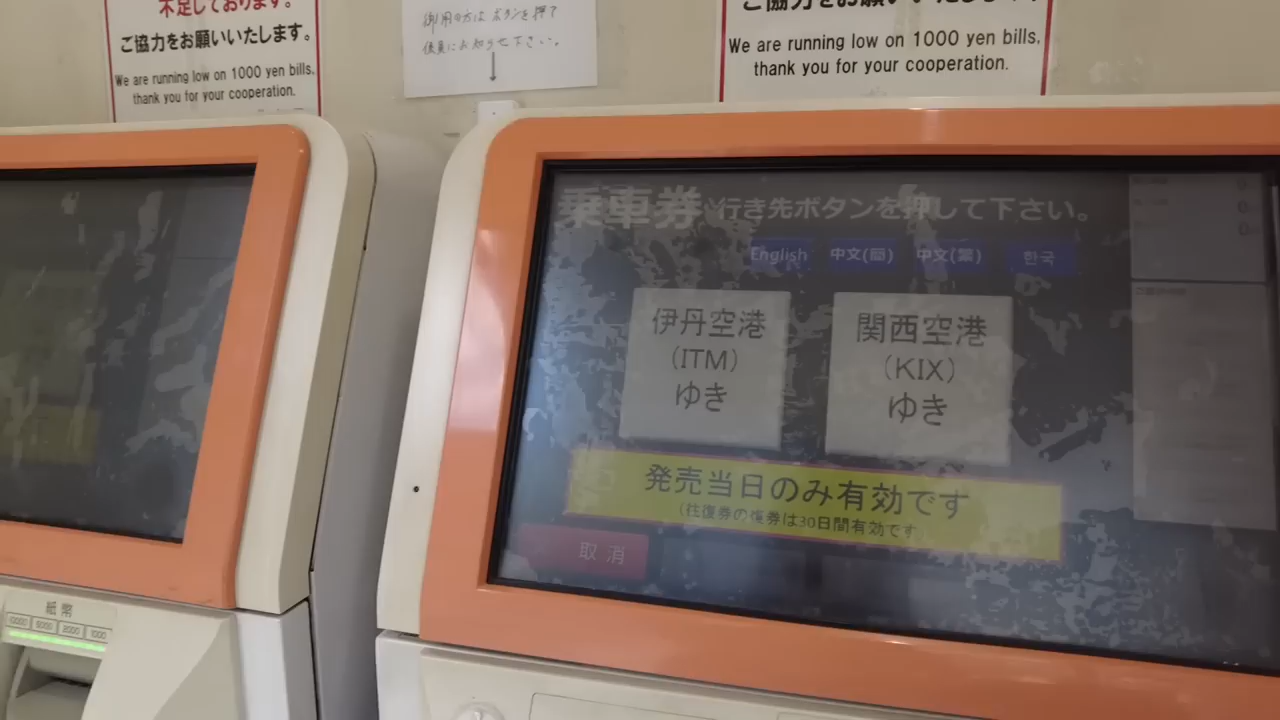 不足しております。
ご協力をお願いいたします。
We are running low on 1000 yen bills,
thank you for your cooperation.
御用の方は ボタンを押して
係員にお知らせ下さい。
↓
ご協力をお願いいたします。
We are running low on 1000 yen bills,
thank you for your cooperation.
乗車券 行き先ボタンを押して下さい。
English 中文(簡) 中文(繁) 한국
伊丹空港
(ITM)
ゆき
関西空港
(KIX)
ゆき
発売当日のみ有効です
(往復券の復券は30日間有効です
取消
紙幣
10000 5000 2000 1000